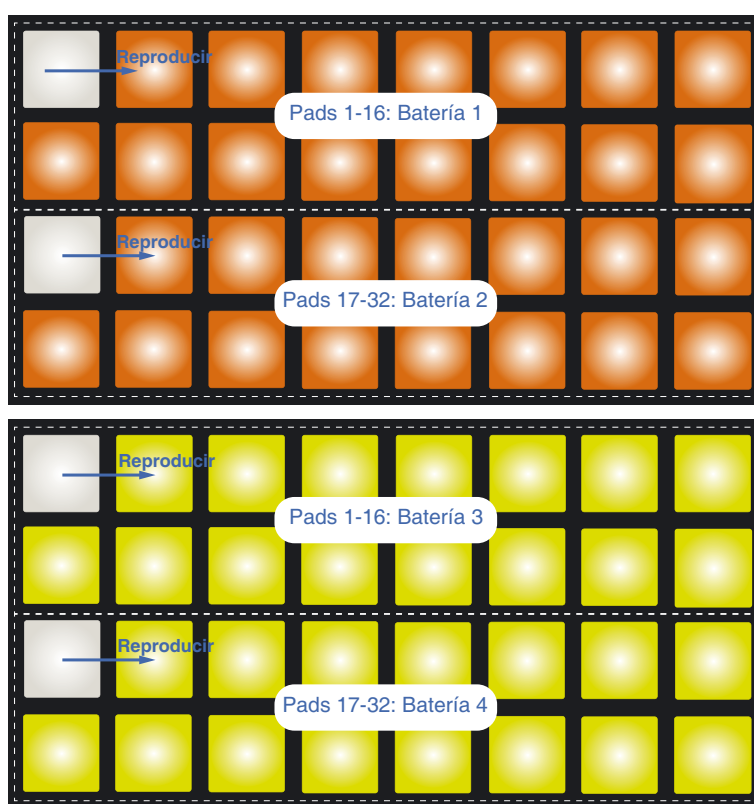 Reproducir
Pads 1-16: Batería 1
Reproducir
Pads 17-32: Batería 2
Reproducir
Pads 1-16: Batería 3
Reproducir
Pads 17-32: Batería 4